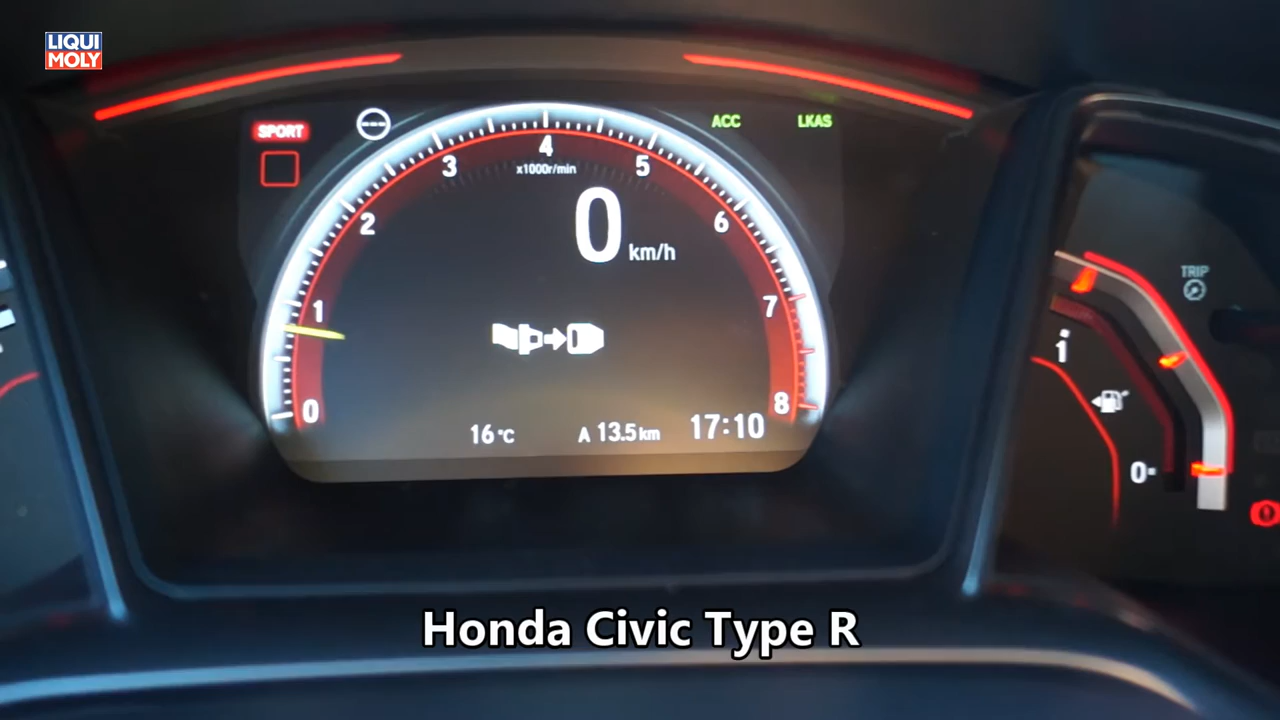 LIQUI
MOLY
SPORT
ACC
LKAS
0
1
2
3
4
5
6
7
8
x1000r/min
0 km/h
16°C
A 13.5 km
17:10
TRIP
i
0
Honda Civic Type R